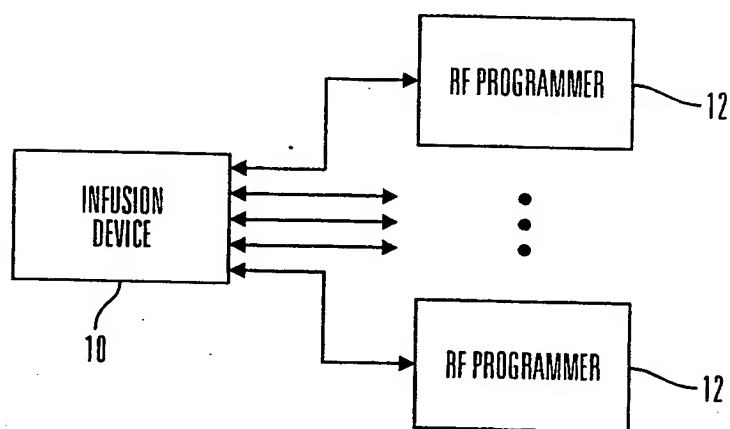 RF PROGRAMMER
12
INFUSION
DEVICE
10
RF PROGRAMMER
12